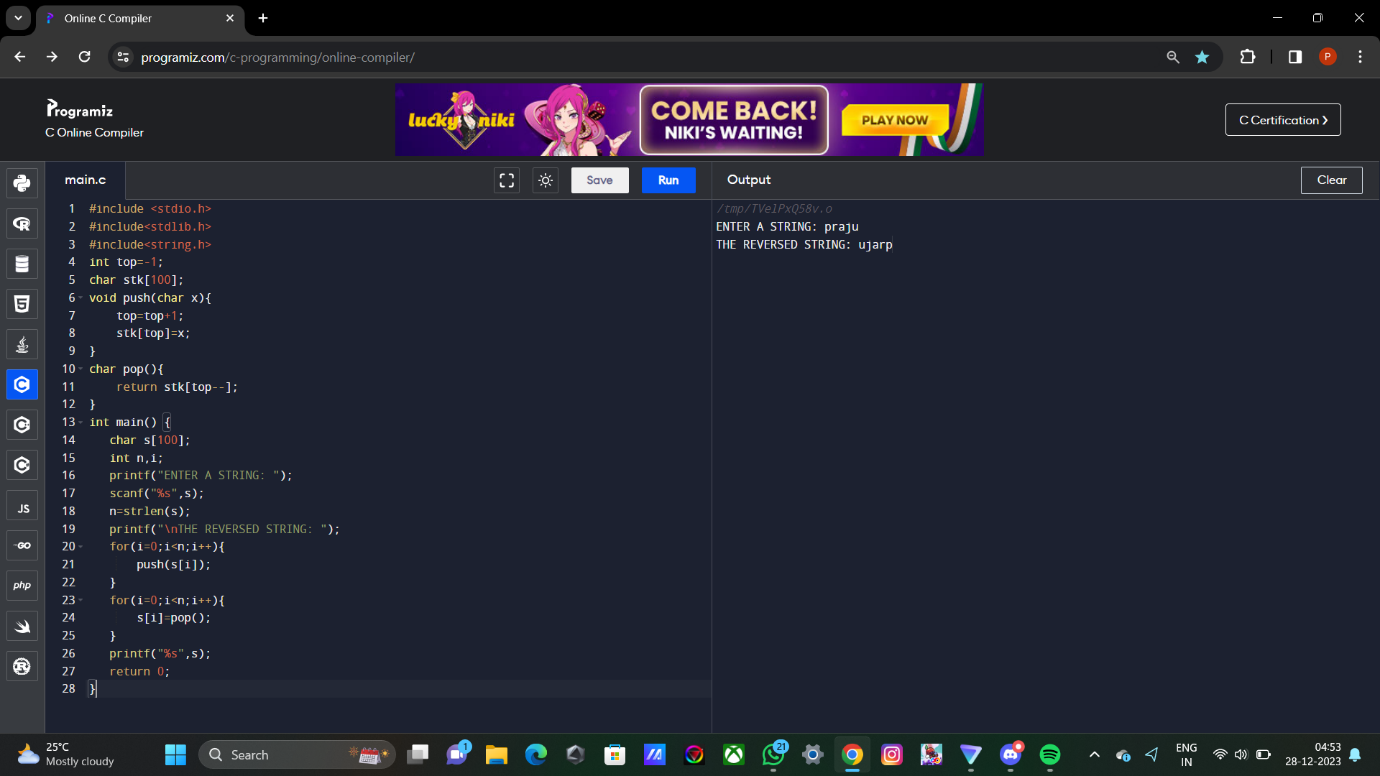 Online C Compiler
programiz.com/c-programming/online-compiler/
P
Programiz
C Online Compiler
lucky niki
COME BACK!
NIKI'S WAITING!
PLAY NOW
C Certification >
main.c
Save
Run
Output
Clear
1 #include <stdio.h>
2 #include<stdlib.h>
3 #include<string.h>
4 int top=-1;
5 char stk[100];
6 void push(char x){
7 top=top+1;
8 stk[top]=x;
9 }
10 char pop(){
11 return stk[top--];
12 }
13 int main() {
14 char s[100];
15 int n,i;
16 printf("ENTER A STRING: ");
17 scanf("%s",s);
18 n=strlen(s);
19 printf("\nTHE REVERSED STRING: ");
20 for(i=0;i<n;i++){
21 push(s[i]);
22 }
23 for(i=0;i<n;i++){
24 s[i]=pop();
25 }
26 printf("%s",s);
27 return 0;
28 }
/tmp/TVelPxQ58v.o
ENTER A STRING: praju
THE REVERSED STRING: ujarp
R
5
C
JS
GO
php
25°C
Mostly cloudy
Search
1
21
ENG
IN
04:53
28-12-2023